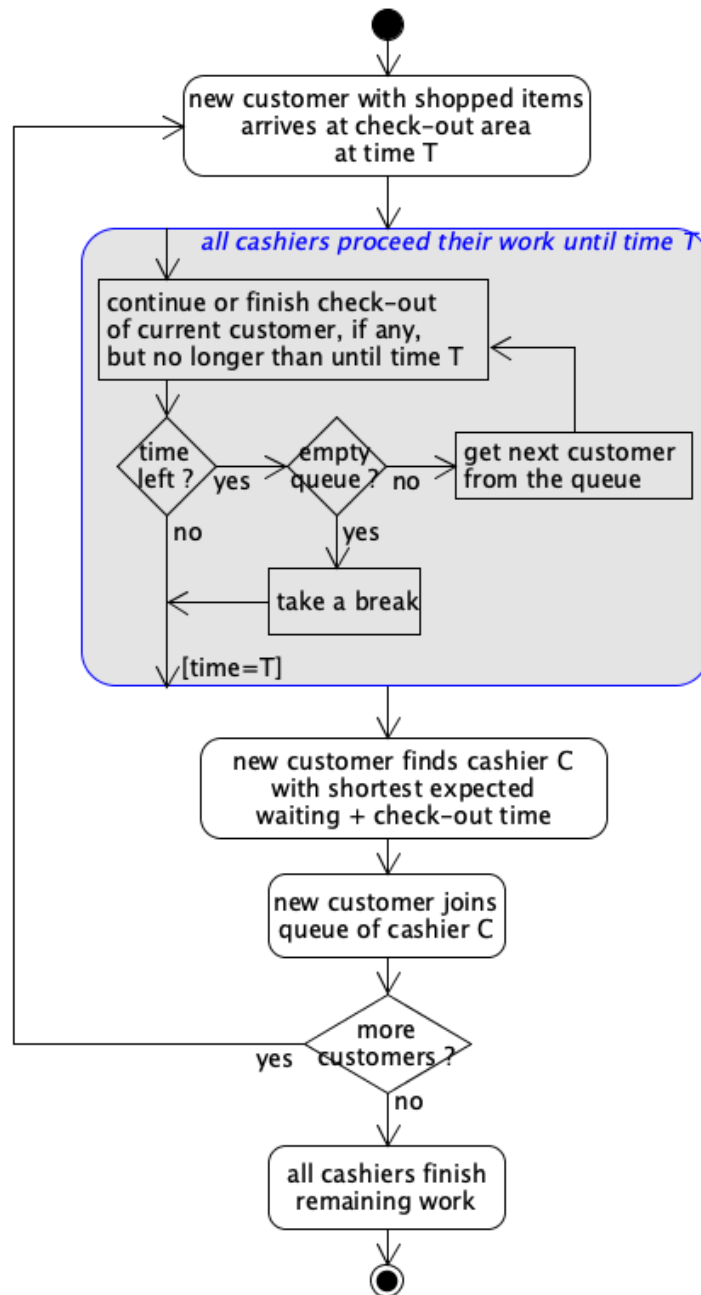 new customer with shopped items
arrives at check-out area
at time T
all cashiers proceed their work until time T
continue or finish check-out
of current customer, if any,
but no longer than until time T
time
left ?
yes
empty
queue ?
no
get next customer
from the queue
no
yes
take a break
[time=T]
new customer finds cashier C
with shortest expected
waiting + check-out time
new customer joins
queue of cashier C
more
customers ?
yes
no
all cashiers finish
remaining work